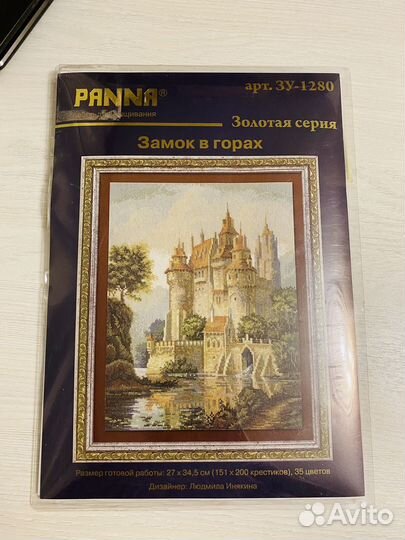 PANNA®
арт. ЗУ-1280
Золотая серия
Замок в горах
Размер готовой работы: 27 x 34,5 см (151 x 200 крестиков), 35 цветов
Дизайнер: Людмила Инякина
Avito